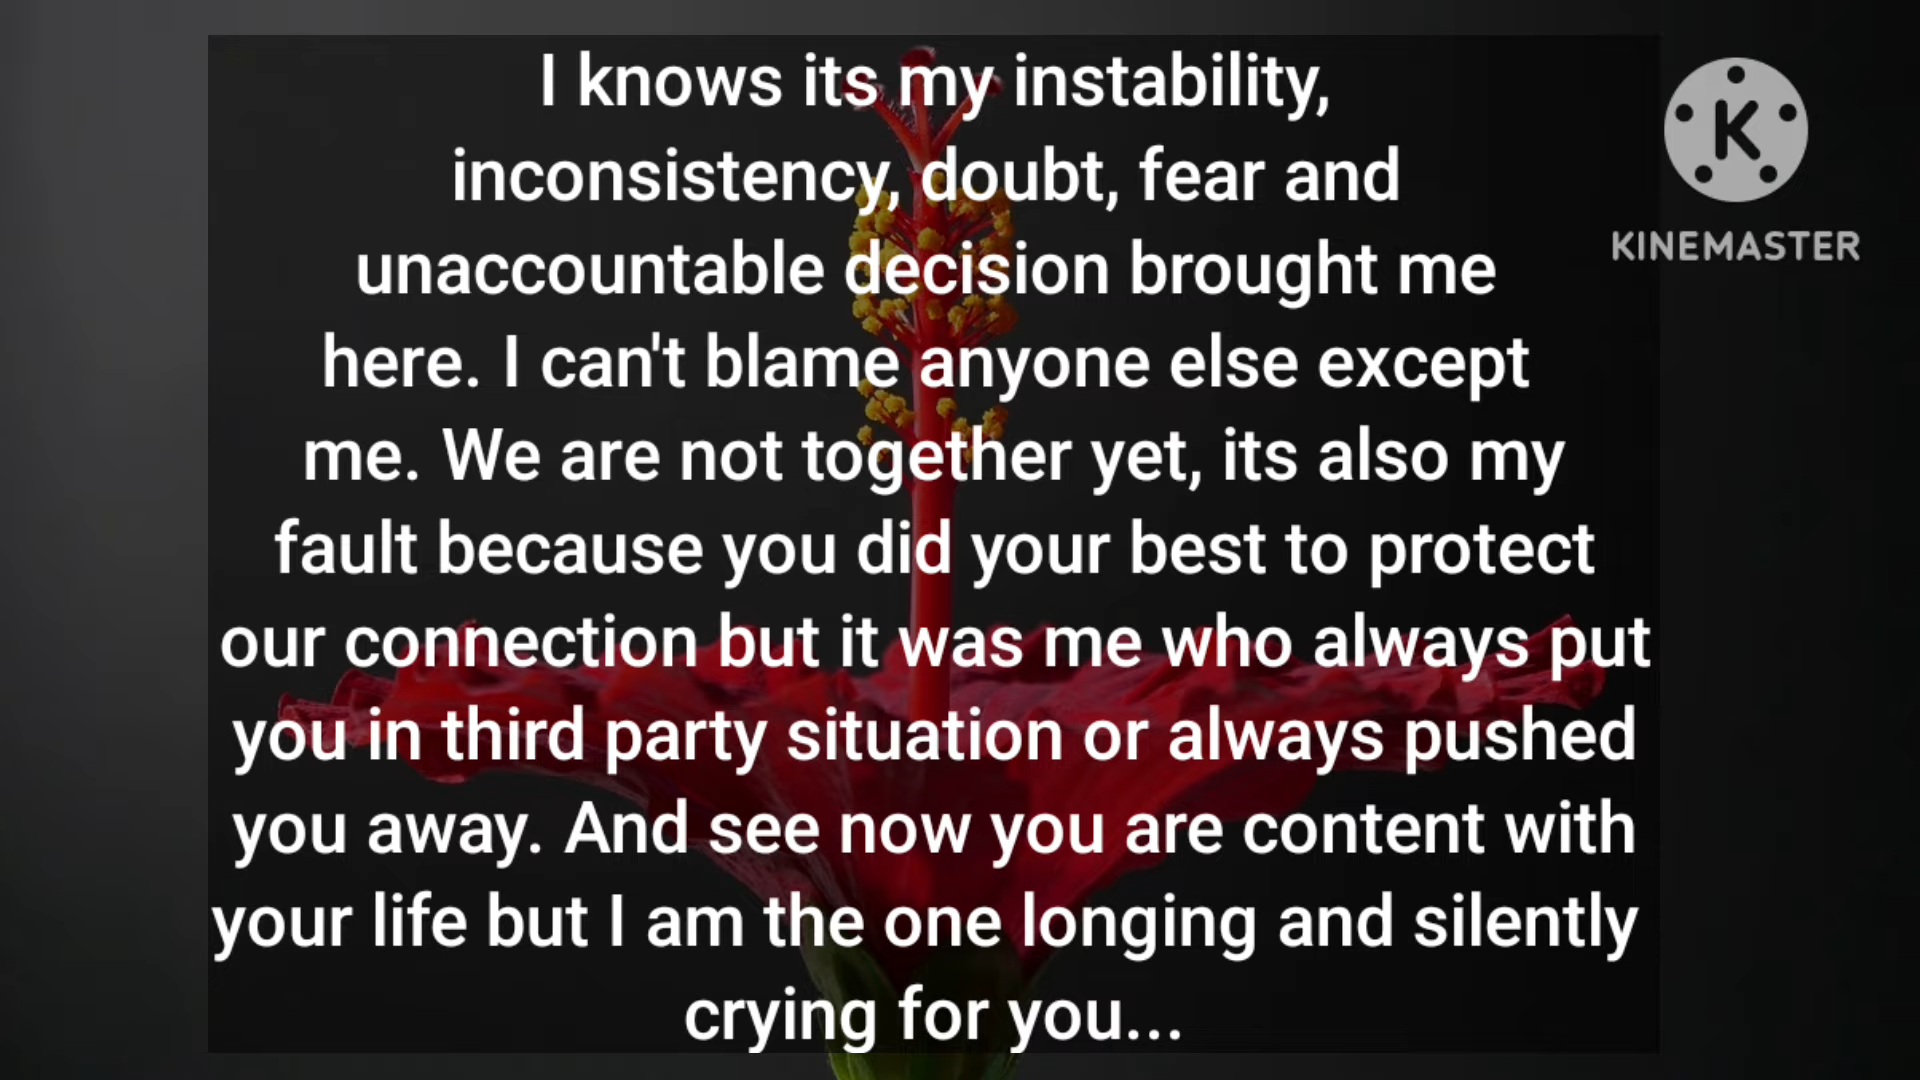 I knows its my instability,
inconsistency, doubt, fear and
unaccountable decision brought me
here. I can't blame anyone else except
me. We are not together yet, its also my
fault because you did your best to protect
our connection but it was me who always put
you in third party situation or always pushed
you away. And see now you are content with
your life but I am the one longing and silently
crying for you...
K
KINEMASTER